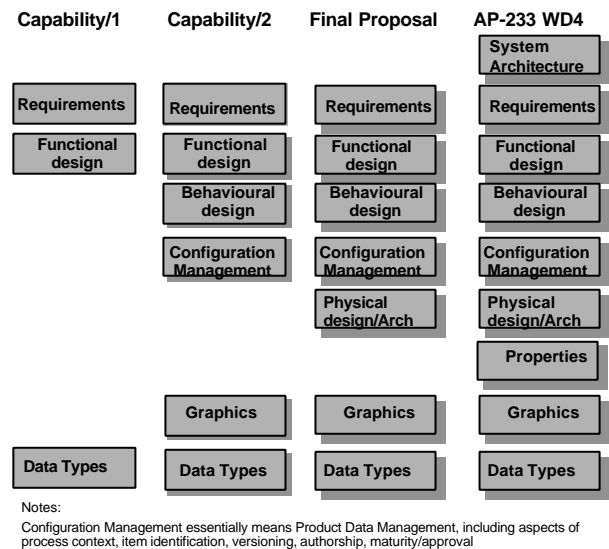 Capability/1 Capability/2 Final Proposal AP-233 WD4
System
Architecture
Requirements Requirements Requirements Requirements
Functional Functional Functional Functional
design design design design
Behavioural Behavioural Behavioural
design design design
Configuration Configuration Configuration
Management Management Management
Physical Physical
design/Arch design/Arch
Properties
Graphics Graphics Graphics
Data Types Data Types Data Types Data Types
Notes:
Configuration Management essentially means Product Data Management, including aspects of
process context, item identification, versioning, authorship, maturity/approval